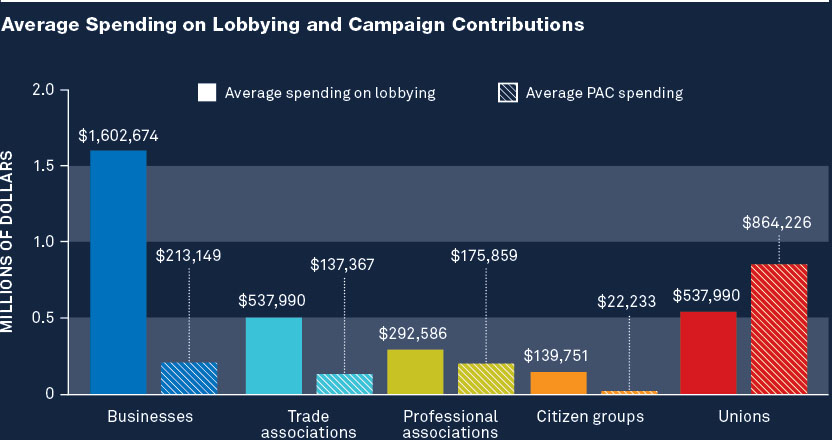 Average Spending on Lobbying and Campaign Contributions
Average spending on lobbying
Average PAC spending
MILLIONS OF DOLLARS
2.0
1.5
1.0
0.5
0
$1,602,674
$213,149
$537,990
$137,367
$292,586
$175,859
$139,751
$22,233
$537,990
$864,226
Businesses
Trade
associations
Professional
associations
Citizen groups
Unions